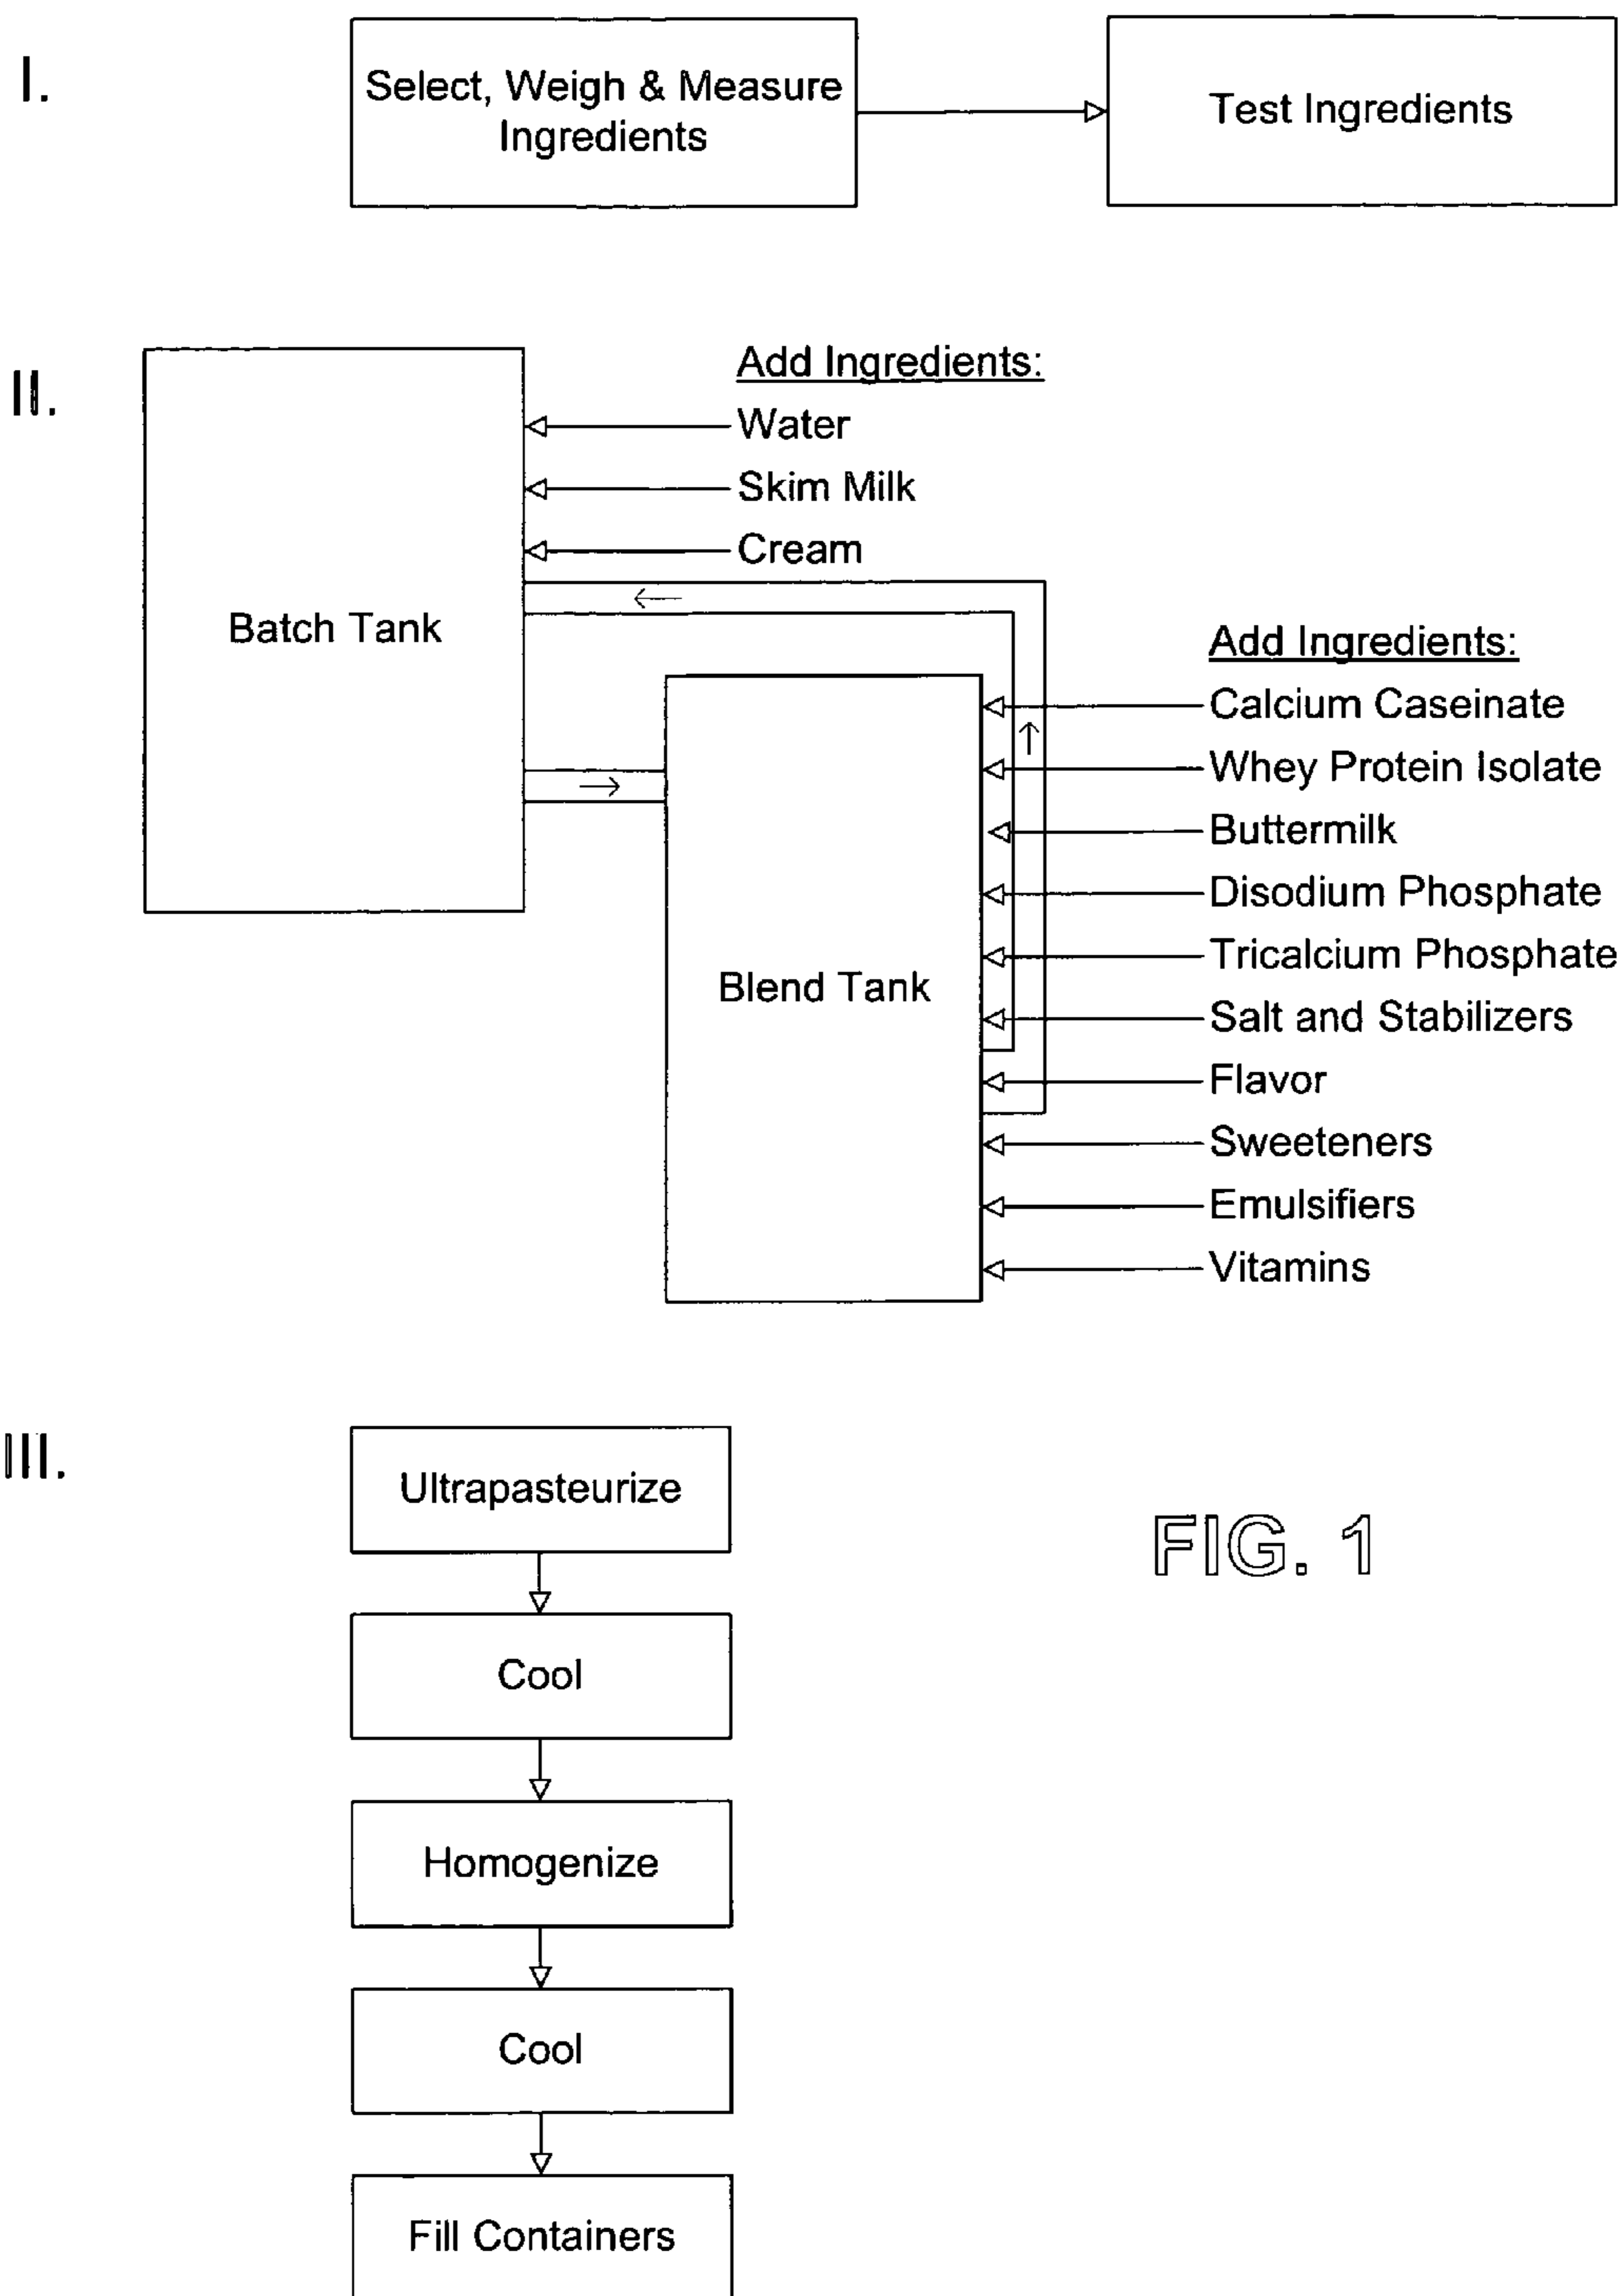 I.
Select, Weigh & Measure
Ingredients
Test Ingredients
II.
Add Ingredients:
Water
Skim Milk
Cream
Batch Tank
Add Ingredients:
Calcium Caseinate
Whey Protein Isolate
Buttermilk
Disodium Phosphate
Tricalcium Phosphate
Salt and Stabilizers
Flavor
Sweeteners
Emulsifiers
Vitamins
Blend Tank
III.
Ultrapasteurize
Cool
Homogenize
Cool
Fill Containers
FIG. 1